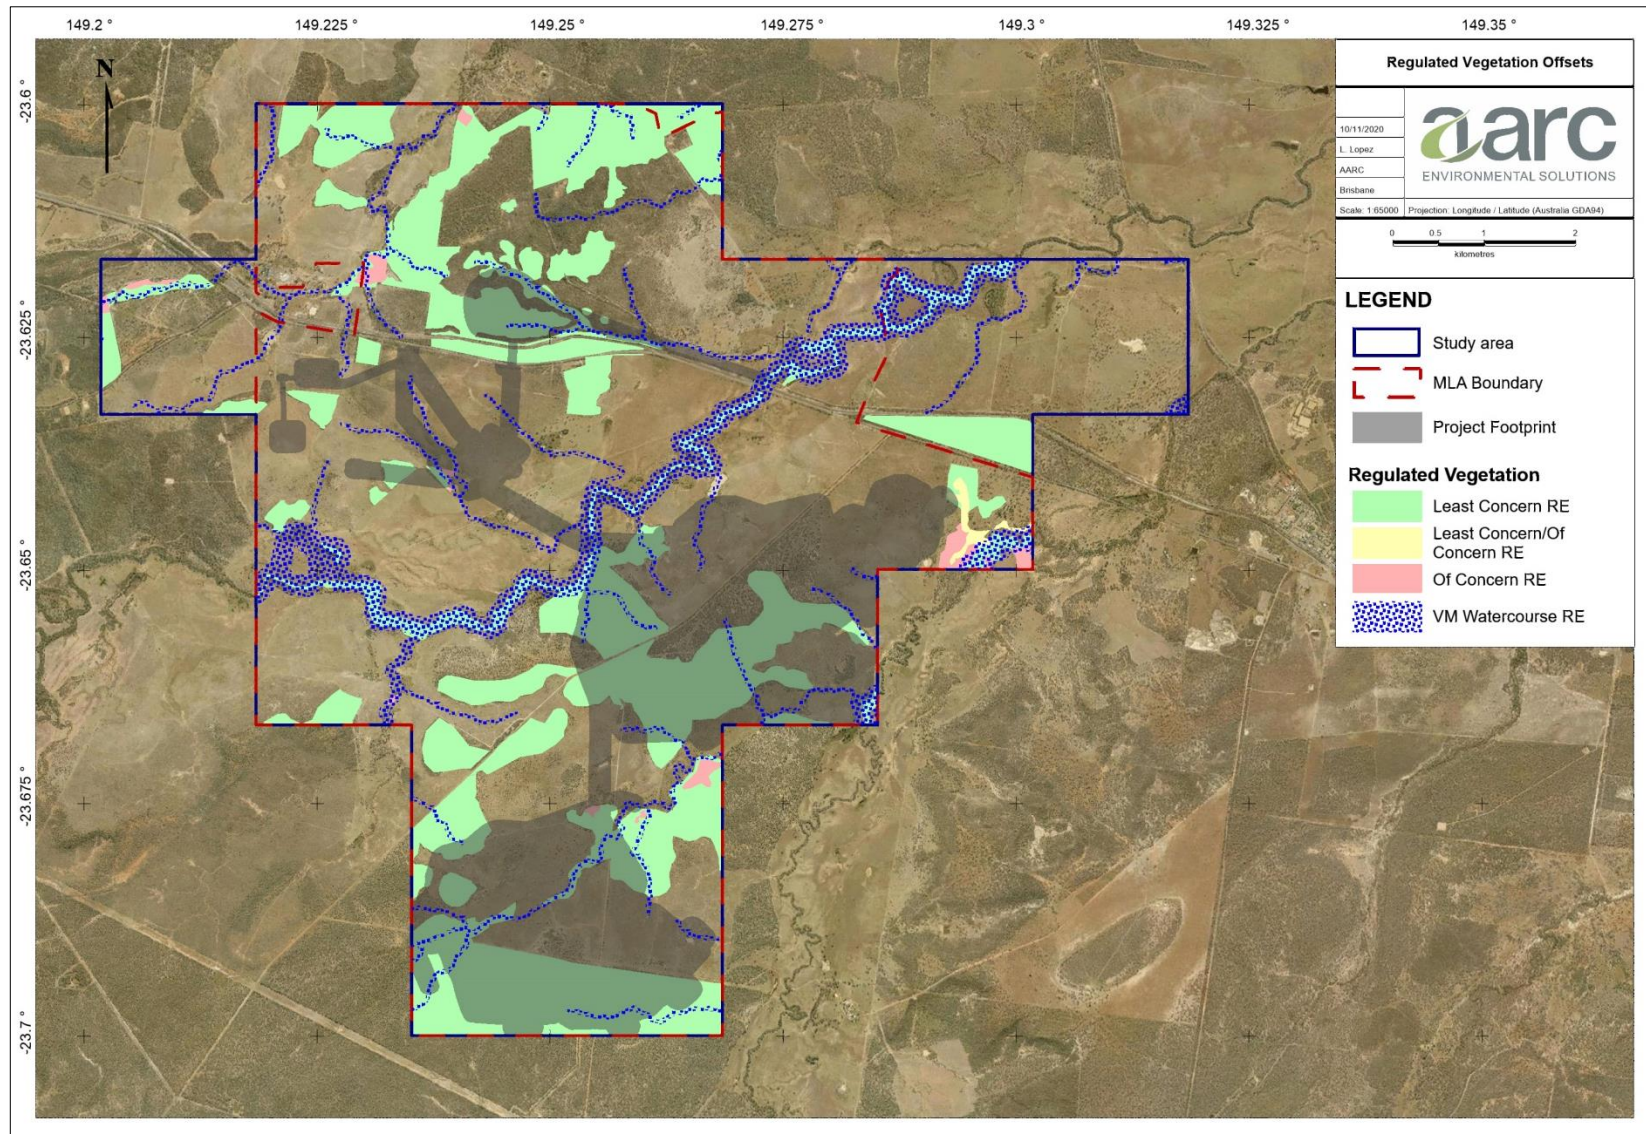 149.2 ° 149.225 ° 149.25 ° 149.275 ° 149.3 ° 149.325 ° 149.35 °
-23.6 °
-23.625 °
-23.65 °
-23.675 °
-23.7 °
N
Regulated Vegetation Offsets
10/11/2020
L. Lopez
AARC
Brisbane
Scale: 1:65000 Projection: Longitude / Latitude (Australia GDA94)
aarc
ENVIRONMENTAL SOLUTIONS
0 0.5 1 2
kilometres
LEGEND
Study area
MLA Boundary
Project Footprint
Regulated Vegetation
Least Concern RE
Least Concern/Of
Concern RE
Of Concern RE
VM Watercourse RE